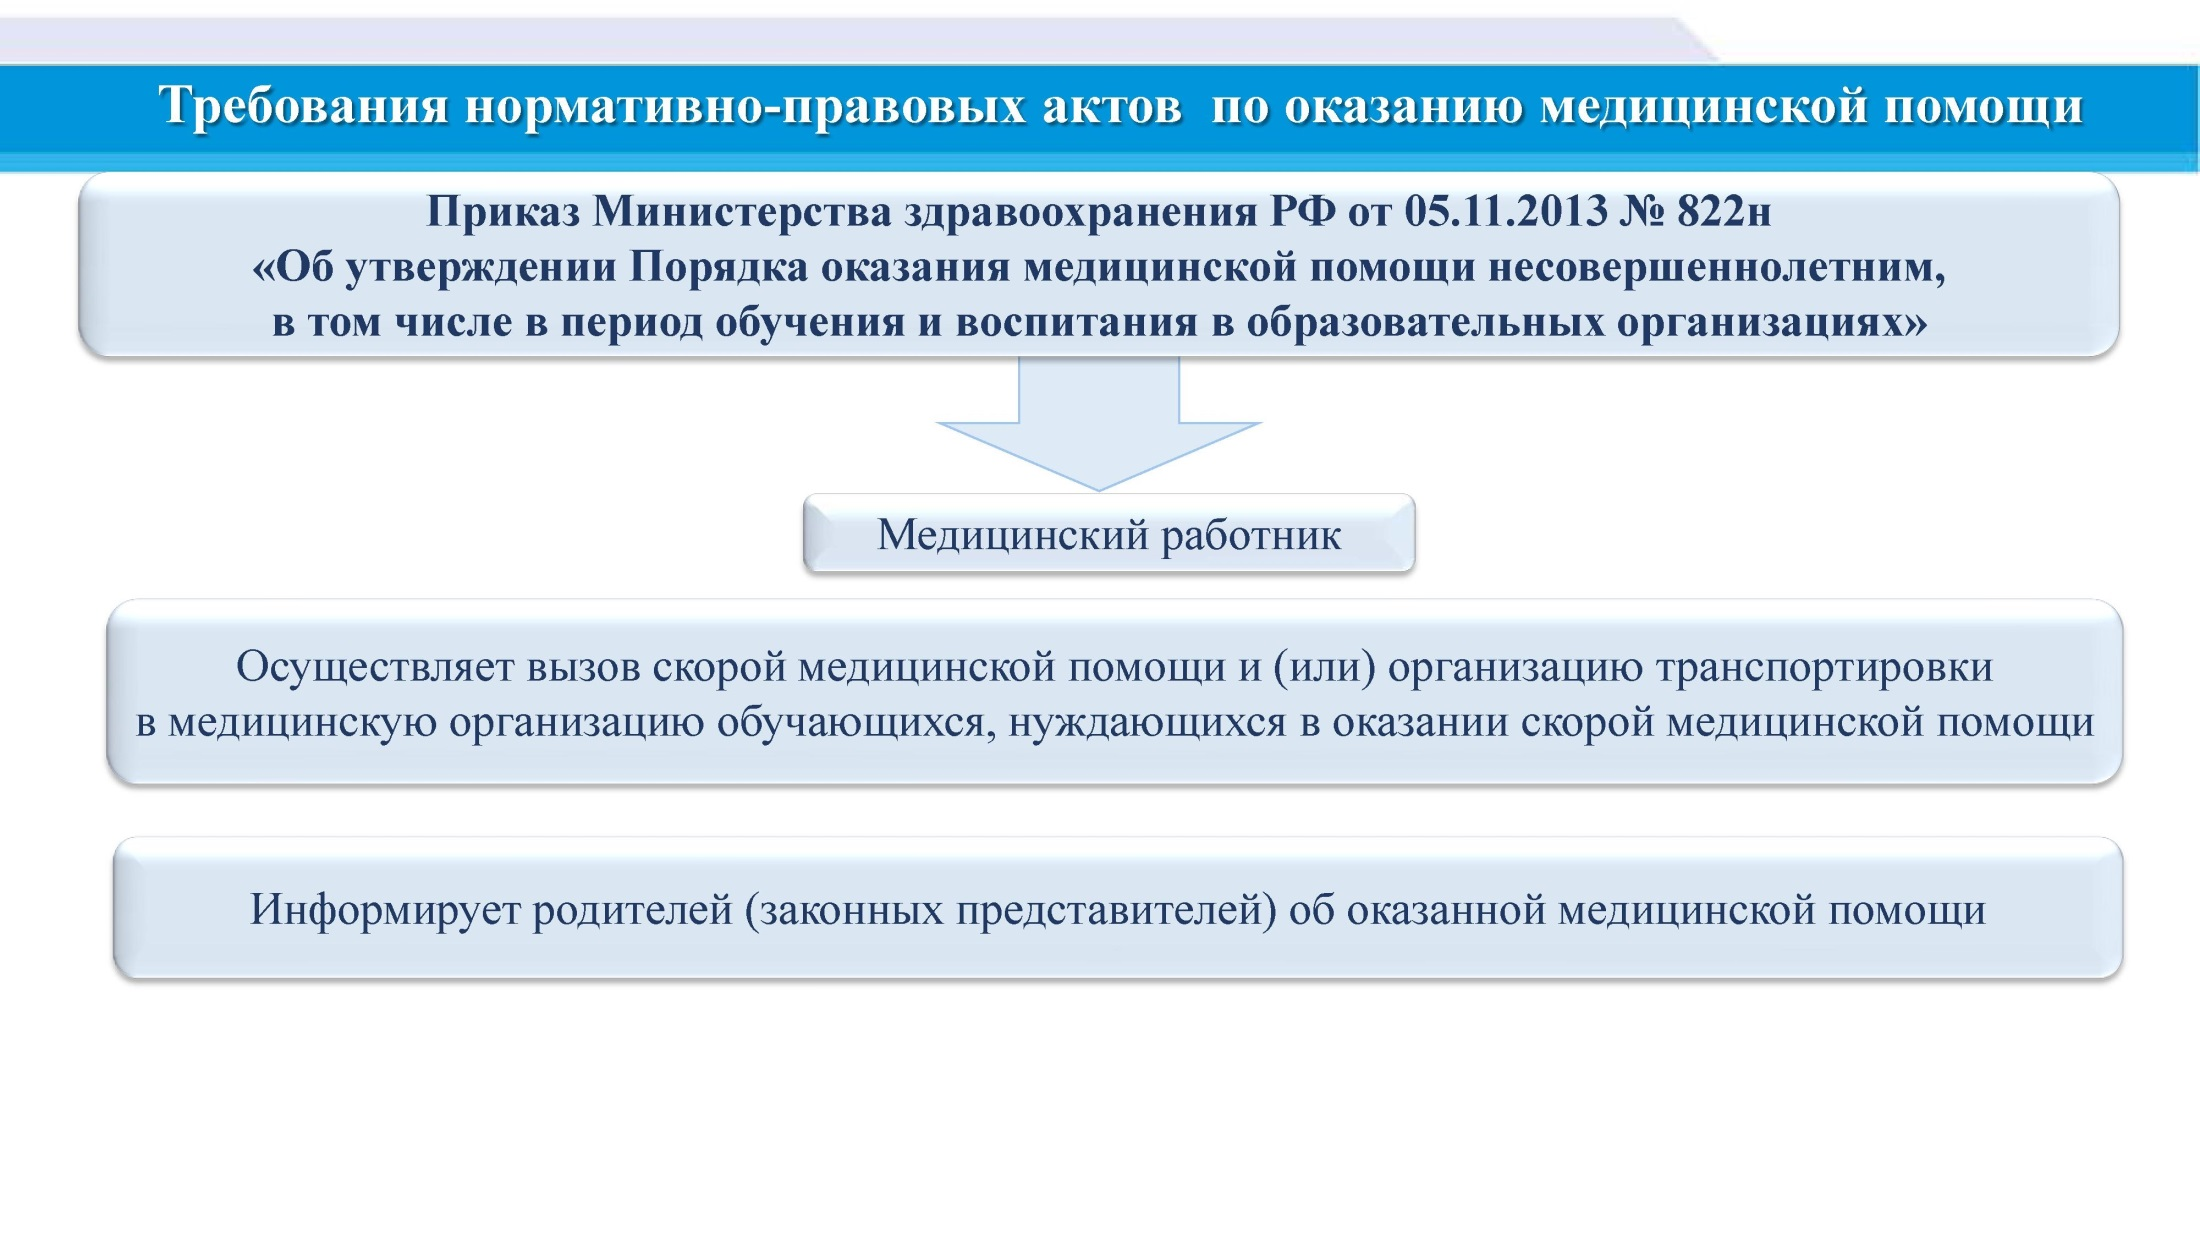 Требования нормативно-правовых актов  по оказанию медицинской помощи
Приказ Министерства здравоохранения РФ от 05.11.2013 № 822н
«Об утверждении Порядка оказания медицинской помощи несовершеннолетним,
в том числе в период обучения и воспитания в образовательных организациях»
Медицинский работник
Осуществляет вызов скорой медицинской помощи и (или) организацию транспортировки
в медицинскую организацию обучающихся, нуждающихся в оказании скорой медицинской помощи
Информирует родителей (законных представителей) об оказанной медицинской помощи